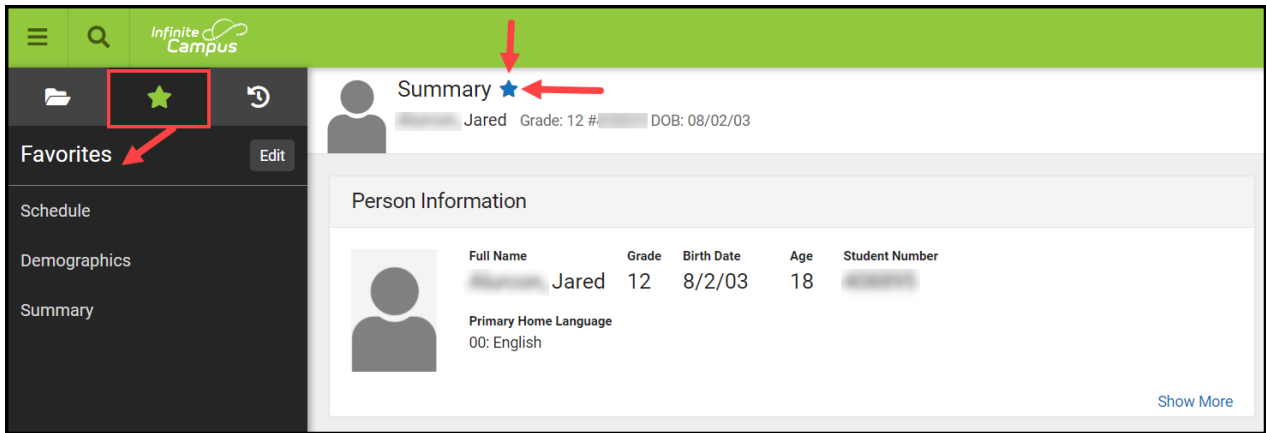 Infinite
Campus
Summary
Jared Grade: 12 # DOB: 08/02/03
Favorites
Edit
Schedule
Demographics
Summary
Person Information
Full Name Grade Birth Date Age Student Number
Jared 12 8/2/03 18
Primary Home Language
00: English
Show More